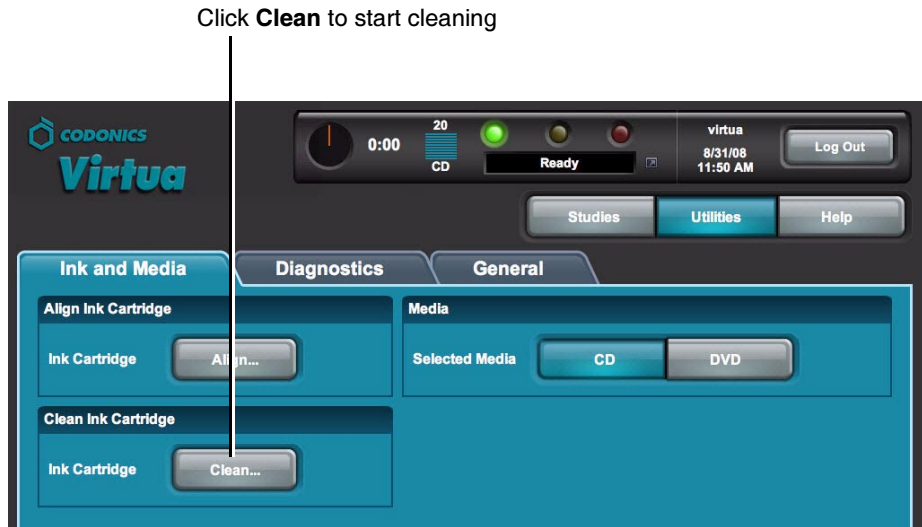 Click Clean to start cleaning
CODONICS
Virtua
0:00
20
CD
Ready
virtua
8/31/08
11:50 AM
Log Out
Studies
Utilities
Help
Ink and Media
Diagnostics
General
Align Ink Cartridge
Ink Cartridge
Align...
Media
Selected Media
CD
DVD
Clean Ink Cartridge
Ink Cartridge
Clean...